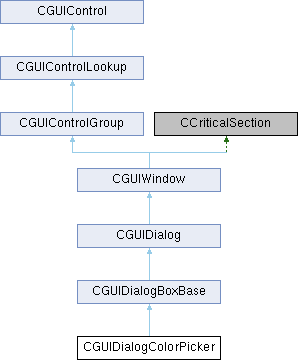 CGUIControl
CGUIControlLookup
CGUIControlGroup
CCriticalSection
CGUIWindow
CGUIDialog
CGUIDialogBoxBase
CGUIDialogColorPicker